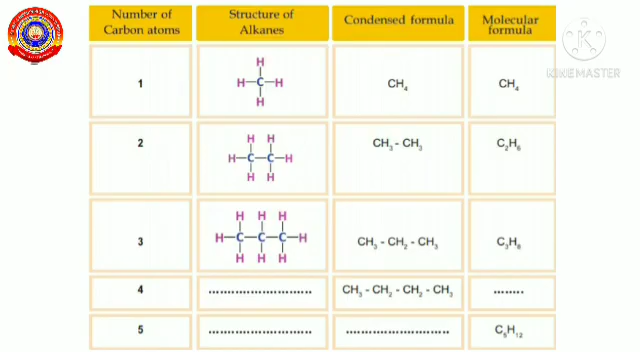 Number of
Carbon atoms
Structure of
Alkanes
Condensed formula
Molecular
formula
1
H
H–C–H
H
CH₄
CH₄
2
H H
H–C–C–H
H H
CH₃ - CH₃
C₂H₆
3
H H H
H–C–C–C–H
H H H
CH₃ - CH₂ - CH₃
C₃H₈
4
..........................
CH₃ - CH₂ - CH₂ - CH₃
........
5
..........................
..........................
C₅H₁₂
KINEMASTER